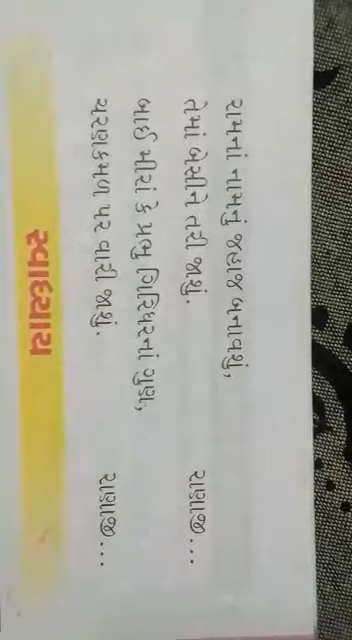 રામનાં નામનું જહાજ બનાવશું,
તેમાં બેસીને તરી જાશું. રાણાજી...
બાઈ મીરાં કે પ્રભુ ગિરિધરનાં ગુણ,
ચરણકમળ પર વારી જાશું. રાણાજી...
સ્વાધ્યાય